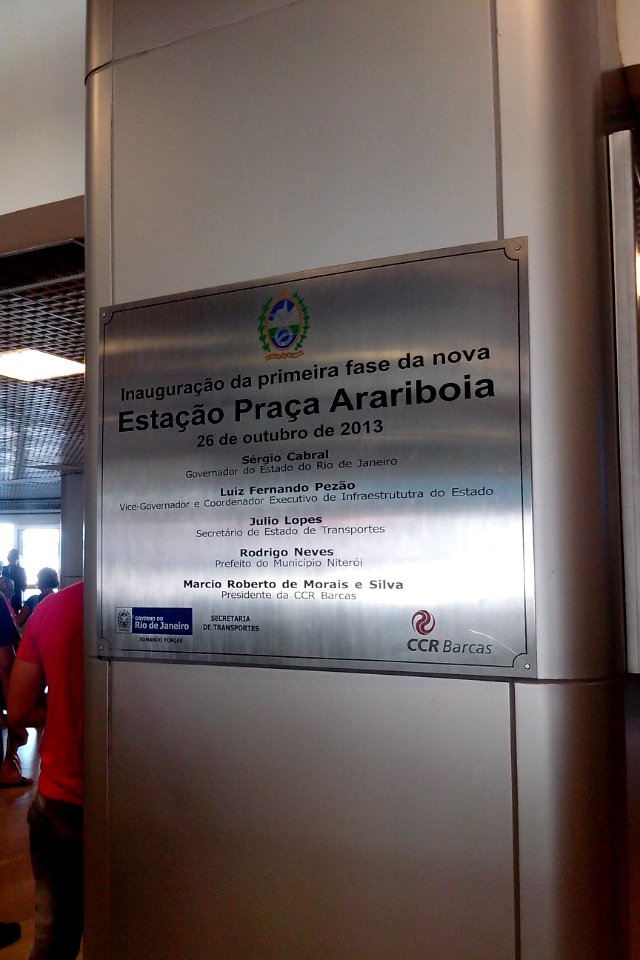 Inauguração da primeira fase da nova
Estação Praça Arariboia
26 de outubro de 2013
Sérgio Cabral
Governador do Estado do Rio de Janeiro
Luiz Fernando Pezão
Vice-Governador e Coordenador Executivo de Infraestrututra do Estado
Julio Lopes
Secretário de Estado de Transportes
Rodrigo Neves
Prefeito do Município Niterói
Marcio Roberto de Morais e Silva
Presidente da CCR Barcas
GOVERNO DO
Rio de Janeiro
SOMANDO FORÇAS
SECRETARIA
DE TRANSPORTES
CCR Barcas